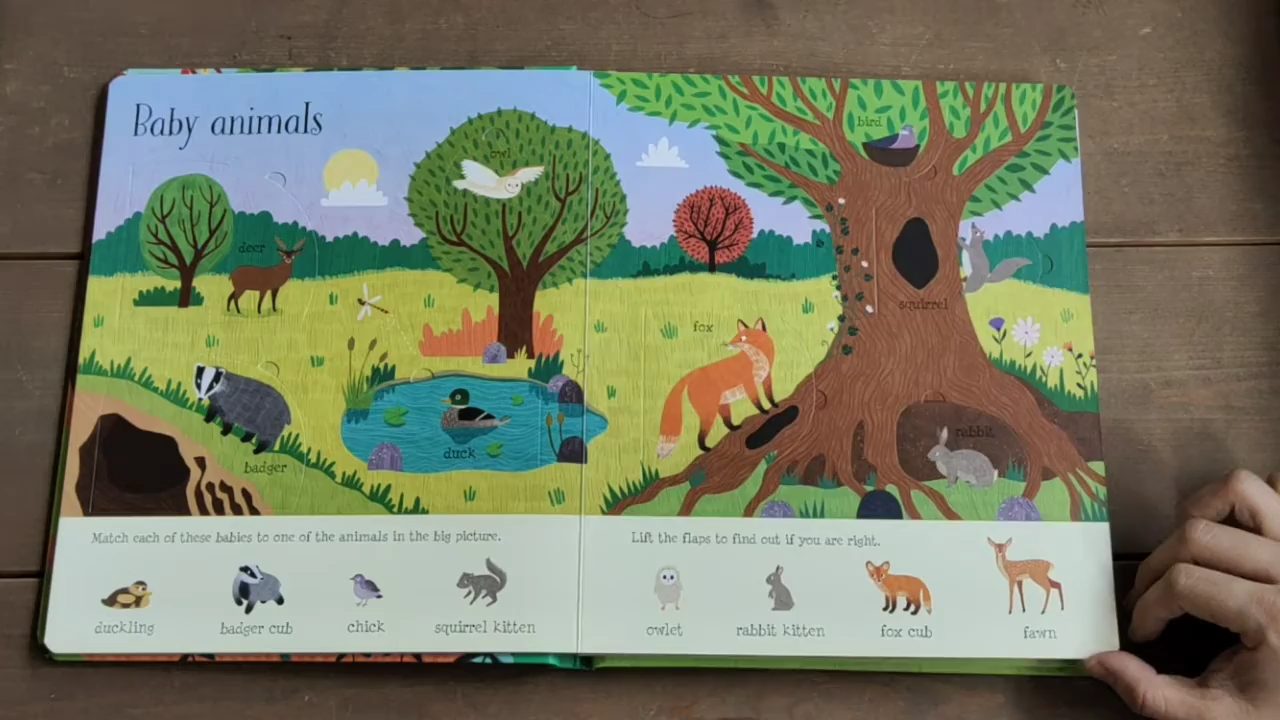 Baby animals
bird
owl
deer
squirrel
fox
rabbit
duck
badger
Match each of these babies to one of the animals in the big picture.
Lift the flaps to find out if you are right.
duckling
badger cub
chick
squirrel kitten
owlet
rabbit kitten
fox cub
fawn